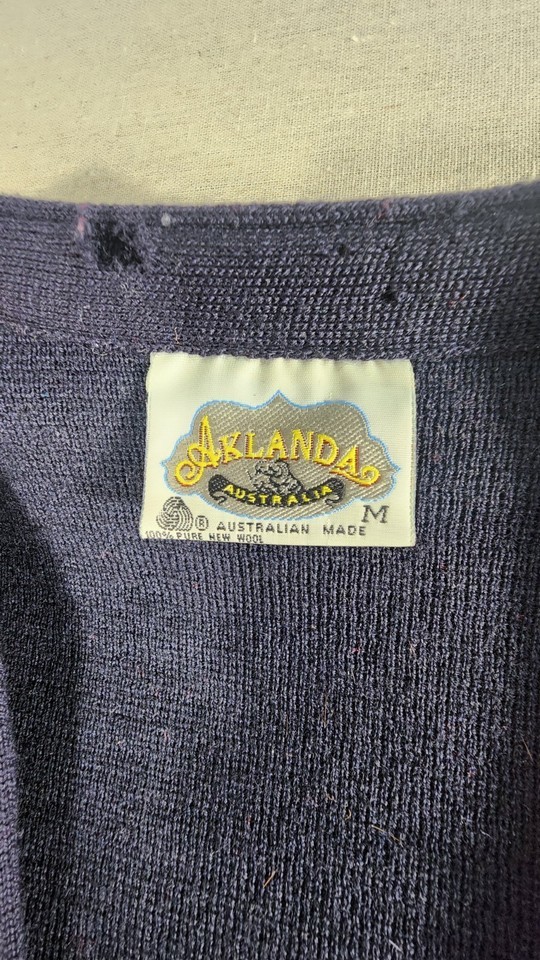 AKLANDA
AUSTRALIA
M
® AUSTRALIAN MADE
100% PURE NEW WOOL